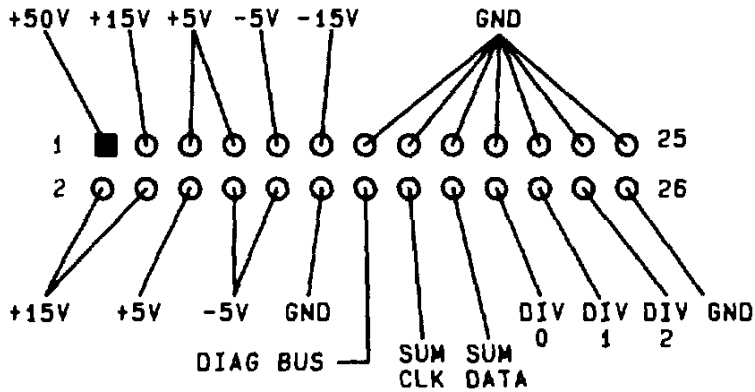 +50V +15V +5V -5V -15V GND
1 25
2 26
+15V +5V -5V GND DIV 0 DIV 1 DIV 2 GND
DIAG BUS SUM CLK SUM DATA